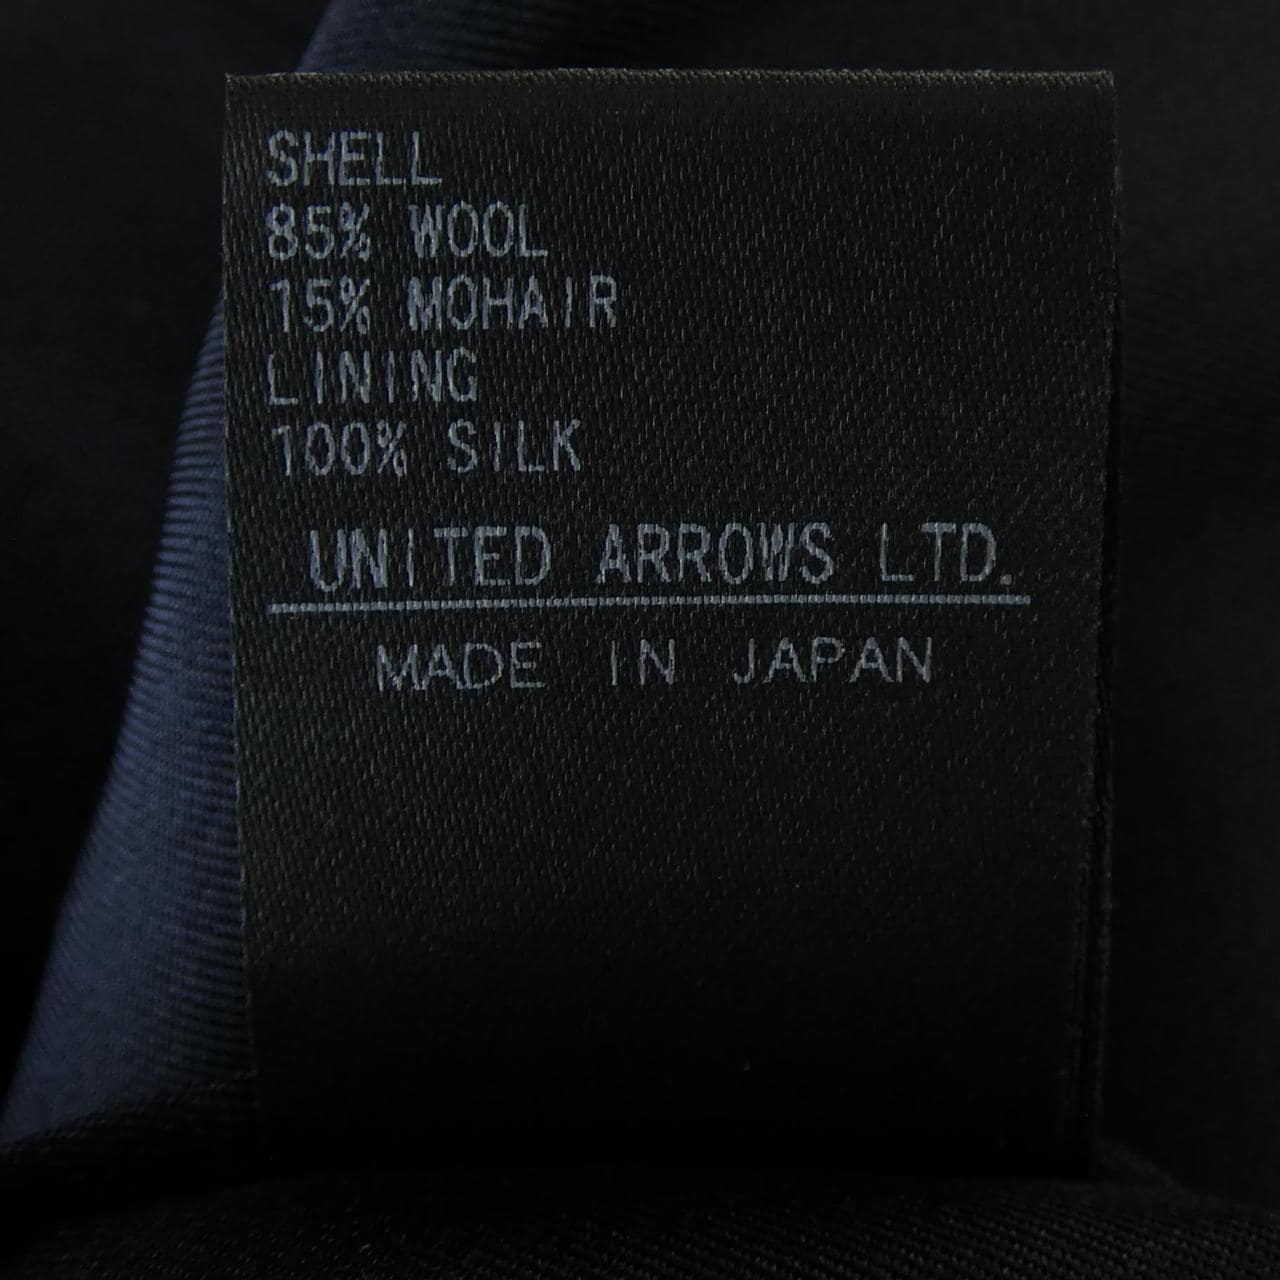 SHELL
85% WOOL
15% MOHAIR
LINING
100% SILK
UNITED ARROWS LTD.
MADE IN JAPAN